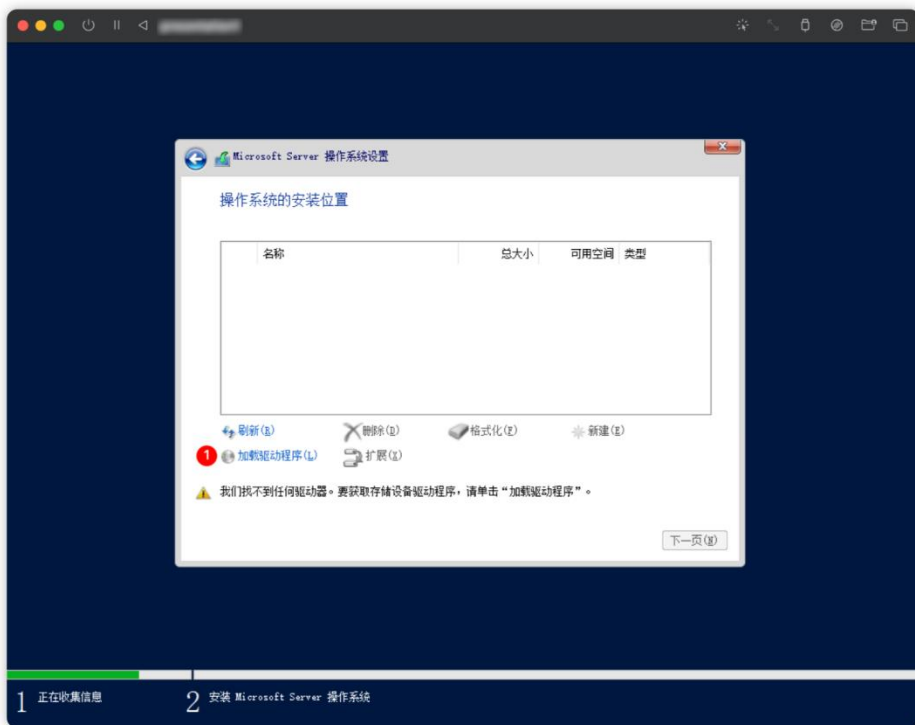 Microsoft Server 操作系统设置
操作系统的安装位置
名称 总大小 可用空间 类型
刷新(R) 删除(D) 格式化(F) 新建(E)
1 加载驱动程序(L) 扩展(X)
我们找不到任何驱动器。要获取存储设备驱动程序，请单击“加载驱动程序”。
下一页(N)
1 正在收集信息 2 安装 Microsoft Server 操作系统